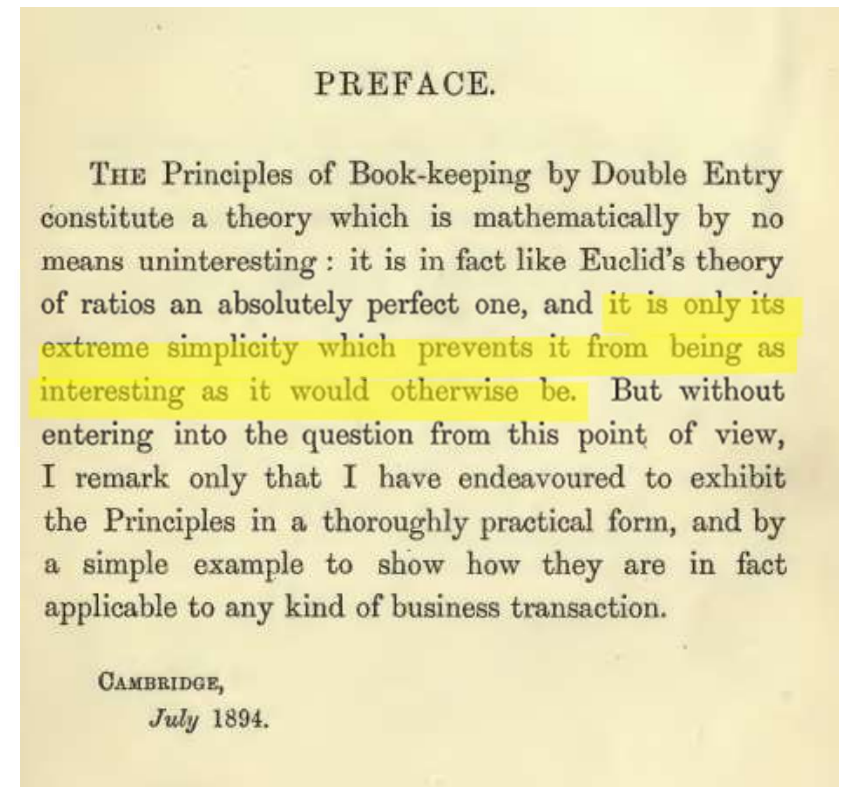 PREFACE.
THE Principles of Book-keeping by Double Entry
constitute a theory which is mathematically by no
means uninteresting : it is in fact like Euclid's theory
of ratios an absolutely perfect one, and it is only its
extreme simplicity which prevents it from being as
interesting as it would otherwise be. But without
entering into the question from this point of view,
I remark only that I have endeavoured to exhibit
the Principles in a thoroughly practical form, and by
a simple example to show how they are in fact
applicable to any kind of business transaction.
CAMBRIDGE,
July 1894.